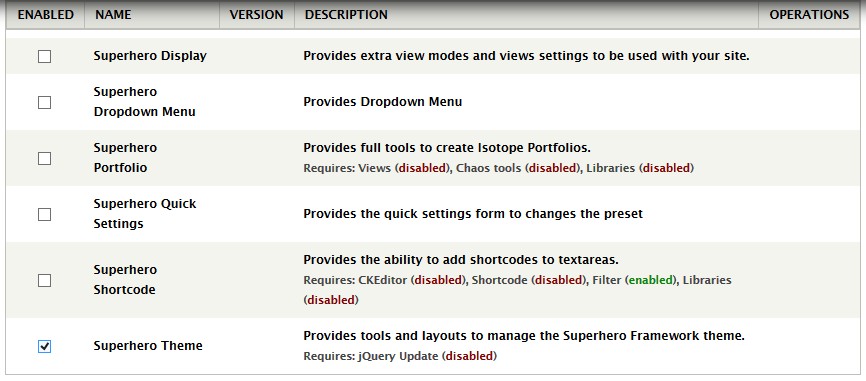 ENABLED NAME VERSION DESCRIPTION OPERATIONS
Superhero Display Provides extra view modes and views settings to be used with your site.
Superhero
Dropdown Menu
Provides Dropdown Menu
Superhero
Portfolio
Provides full tools to create Isotope Portfolios.
Requires: Views (disabled), Chaos tools (disabled), Libraries (disabled)
Superhero Quick
Settings
Provides the quick settings form to changes the preset
Superhero
Shortcode
Provides the ability to add shortcodes to textareas.
Requires: CKEditor (disabled), Shortcode (disabled), Filter (enabled), Libraries
(disabled)
Superhero Theme
Provides tools and layouts to manage the Superhero Framework theme.
Requires: jQuery Update (disabled)